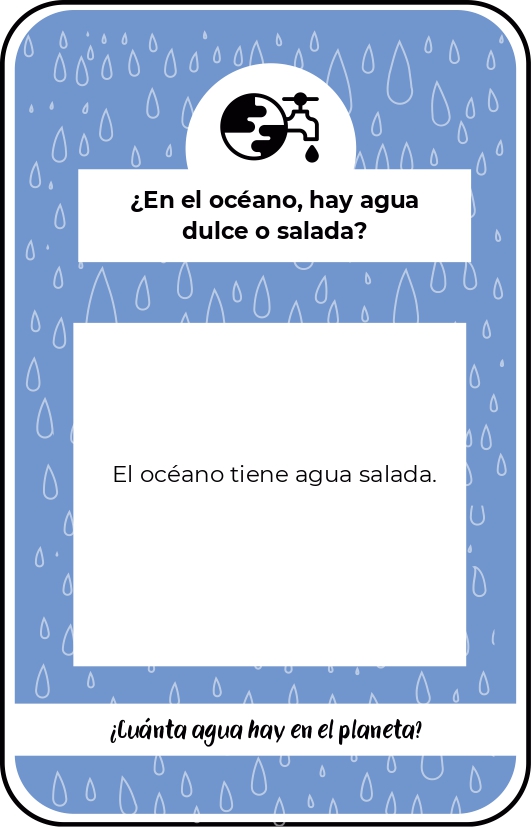 ¿En el océano, hay agua
dulce o salada?
El océano tiene agua salada.
¿Cuánta agua hay en el planeta?